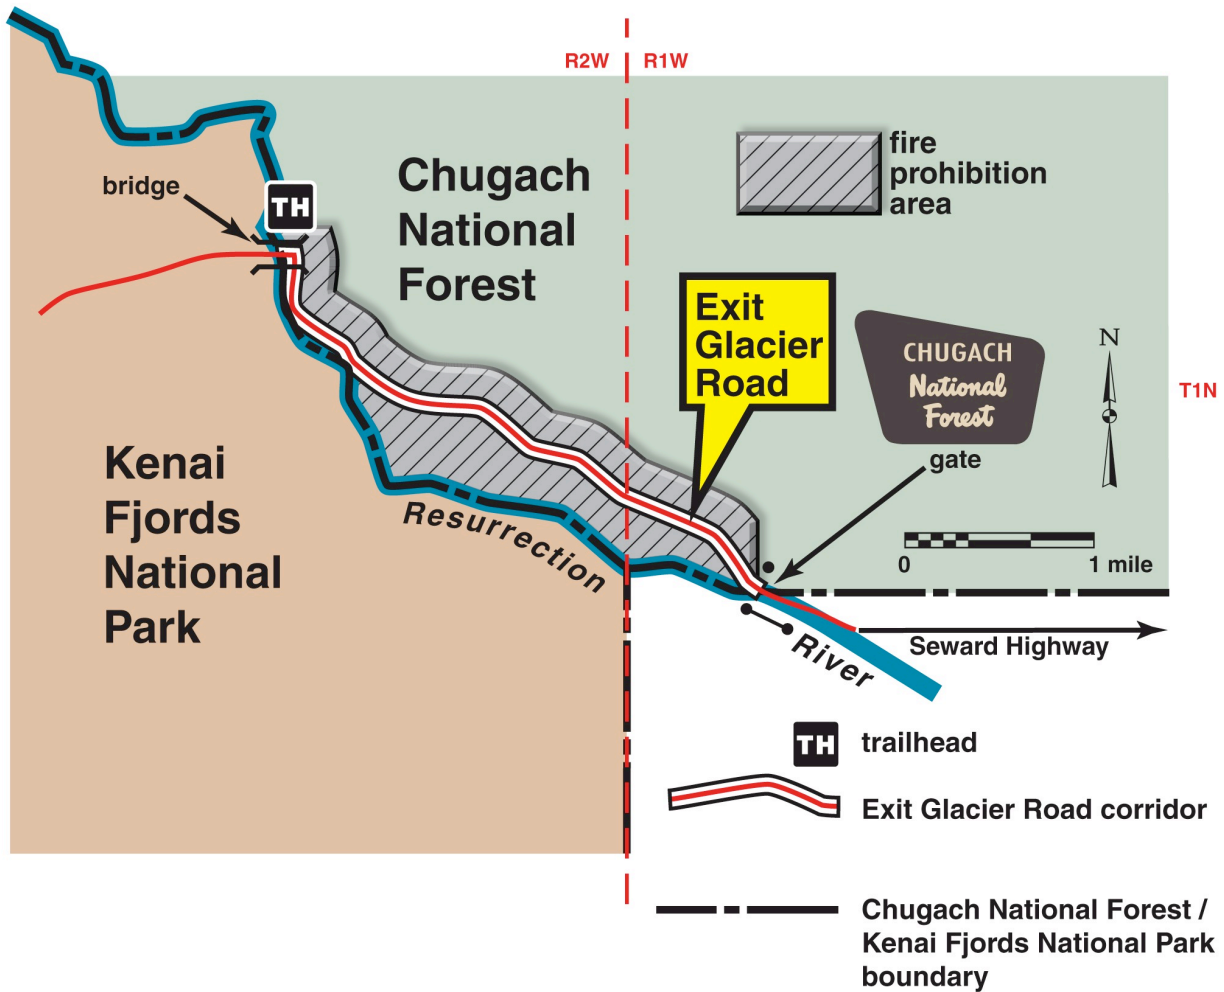 R2W
R1W
fire
prohibition
area
bridge
TH
Chugach
National
Forest
Exit
Glacier
Road
CHUGACH
National
Forest
N
T1N
gate
Kenai
Fjords
National
Park
Resurrection
River
0
1 mile
Seward Highway
TH
trailhead
Exit Glacier Road corridor
Chugach National Forest /
Kenai Fjords National Park
boundary